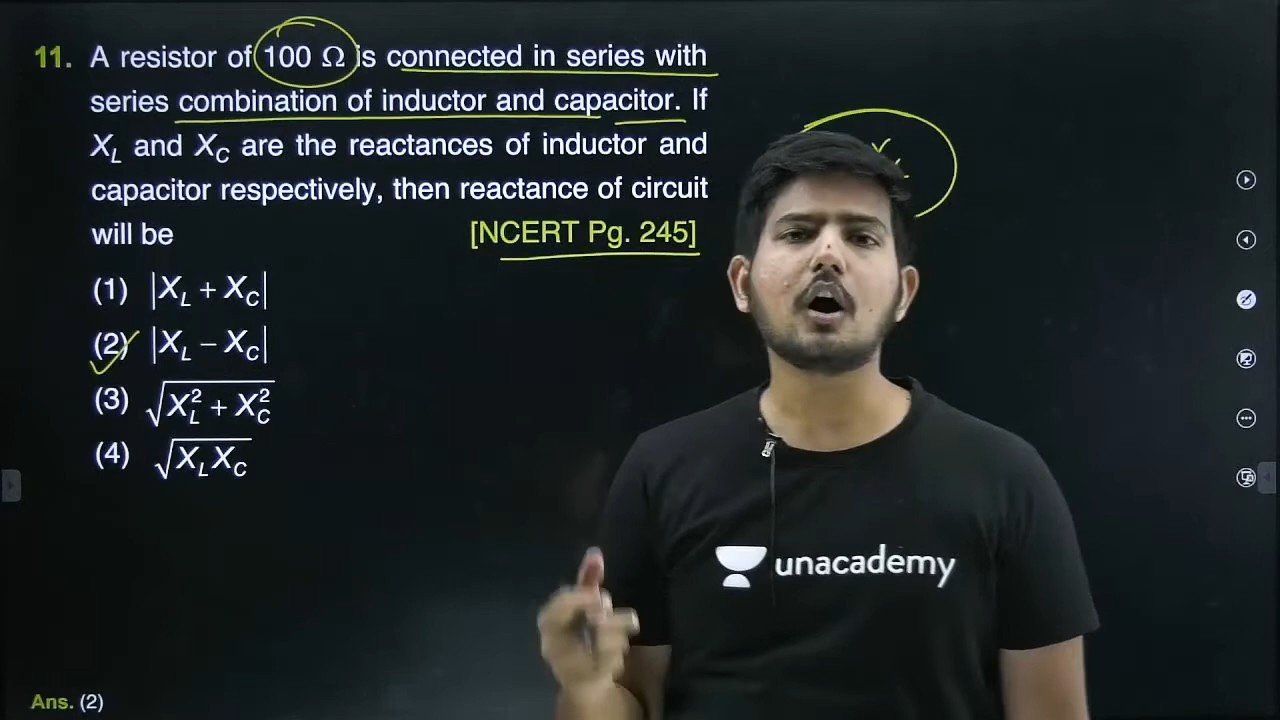 11. A resistor of 100 Ω is connected in series with
series combination of inductor and capacitor. If
X_L and X_C are the reactances of inductor and
capacitor respectively, then reactance of circuit
will be [NCERT Pg. 245]
(1) |X_L + X_C|
(2) |X_L − X_C|
(3) √(X_L² + X_C²)
(4) √(X_L X_C)
unacademy
Ans. (2)